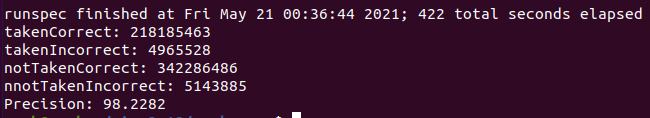 runspec finished at Fri May 21 00:36:44 2021; 422 total seconds elapsed
takenCorrect: 218185463
takenIncorrect: 4965528
notTakenCorrect: 342286486
nnotTakenIncorrect: 5143885
Precision: 98.2282